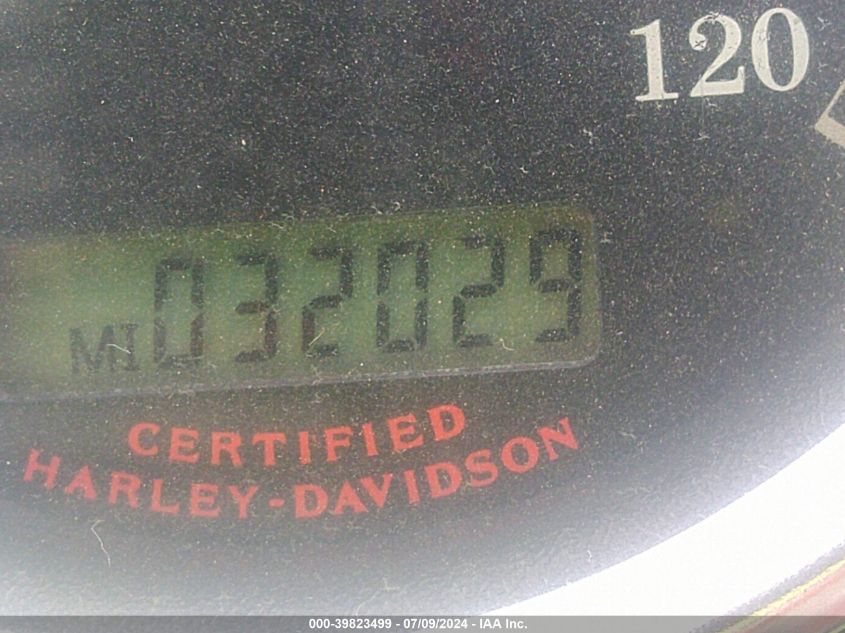 120
MI 032029
CERTIFIED
HARLEY-DAVIDSON
000-39823499 - 07/09/2024 - IAA Inc.